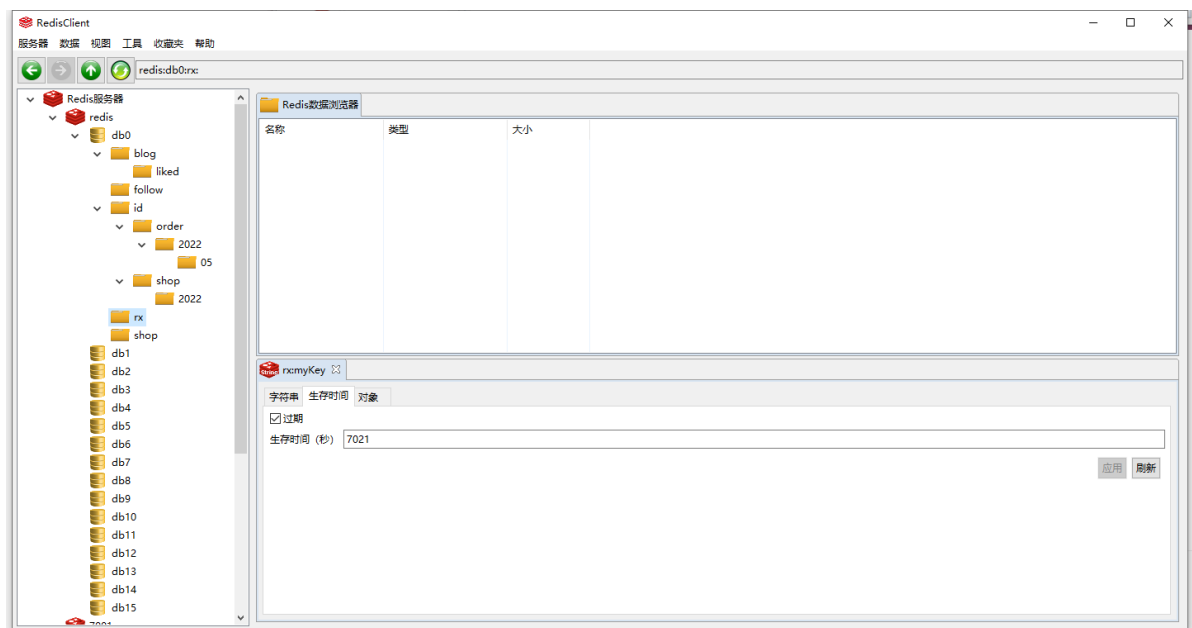 RedisClient
服务器 数据 视图 工具 收藏夹 帮助
redis:db0:rx:
Redis服务器
redis
db0
blog
liked
follow
id
order
2022
05
shop
2022
rx
shop
db1
db2
db3
db4
db5
db6
db7
db8
db9
db10
db11
db12
db13
db14
db15
7001
Redis数据浏览器
名称 类型 大小
String rx:myKey
字符串 生存时间 对象
过期
生存时间（秒） 7021
应用 刷新